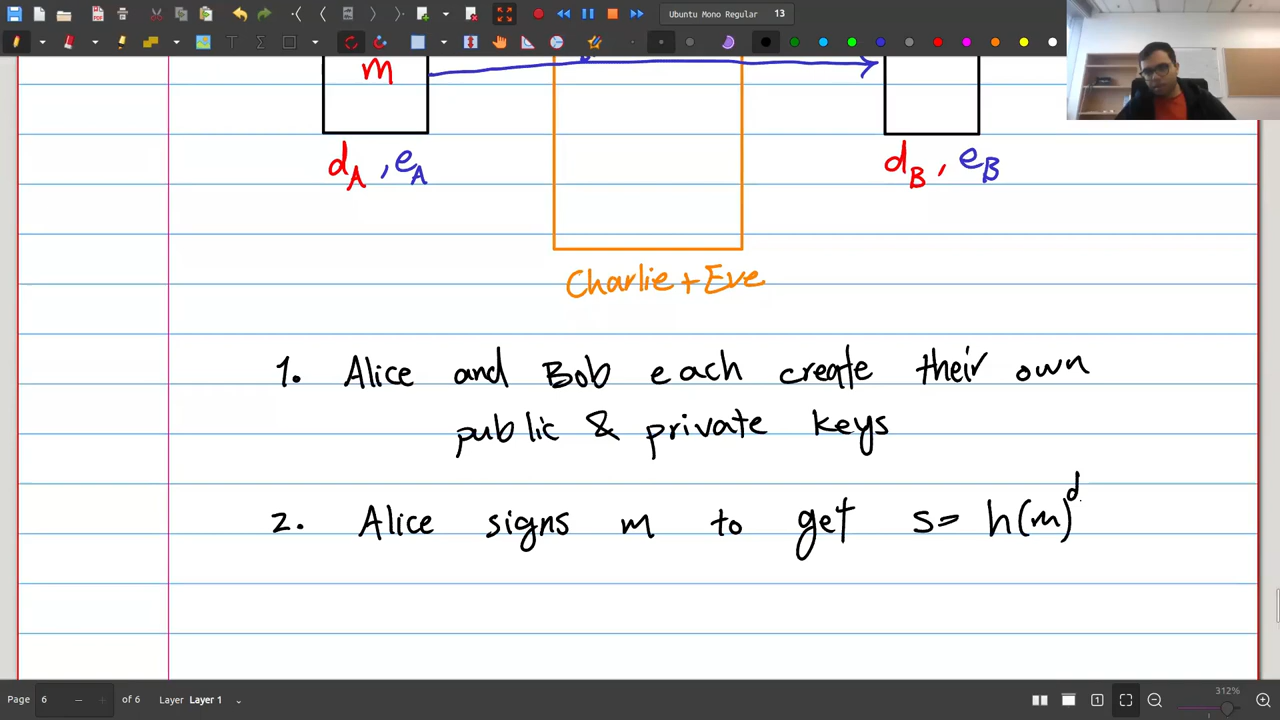 Ubuntu Mono Regular 13
m
d_A , e_A
d_B , e_B
Charlie + Eve
1. Alice and Bob each create their own
public & private keys
2. Alice signs m to get s = h(m)^d
Page 6 of 6 Layer Layer 1 312%